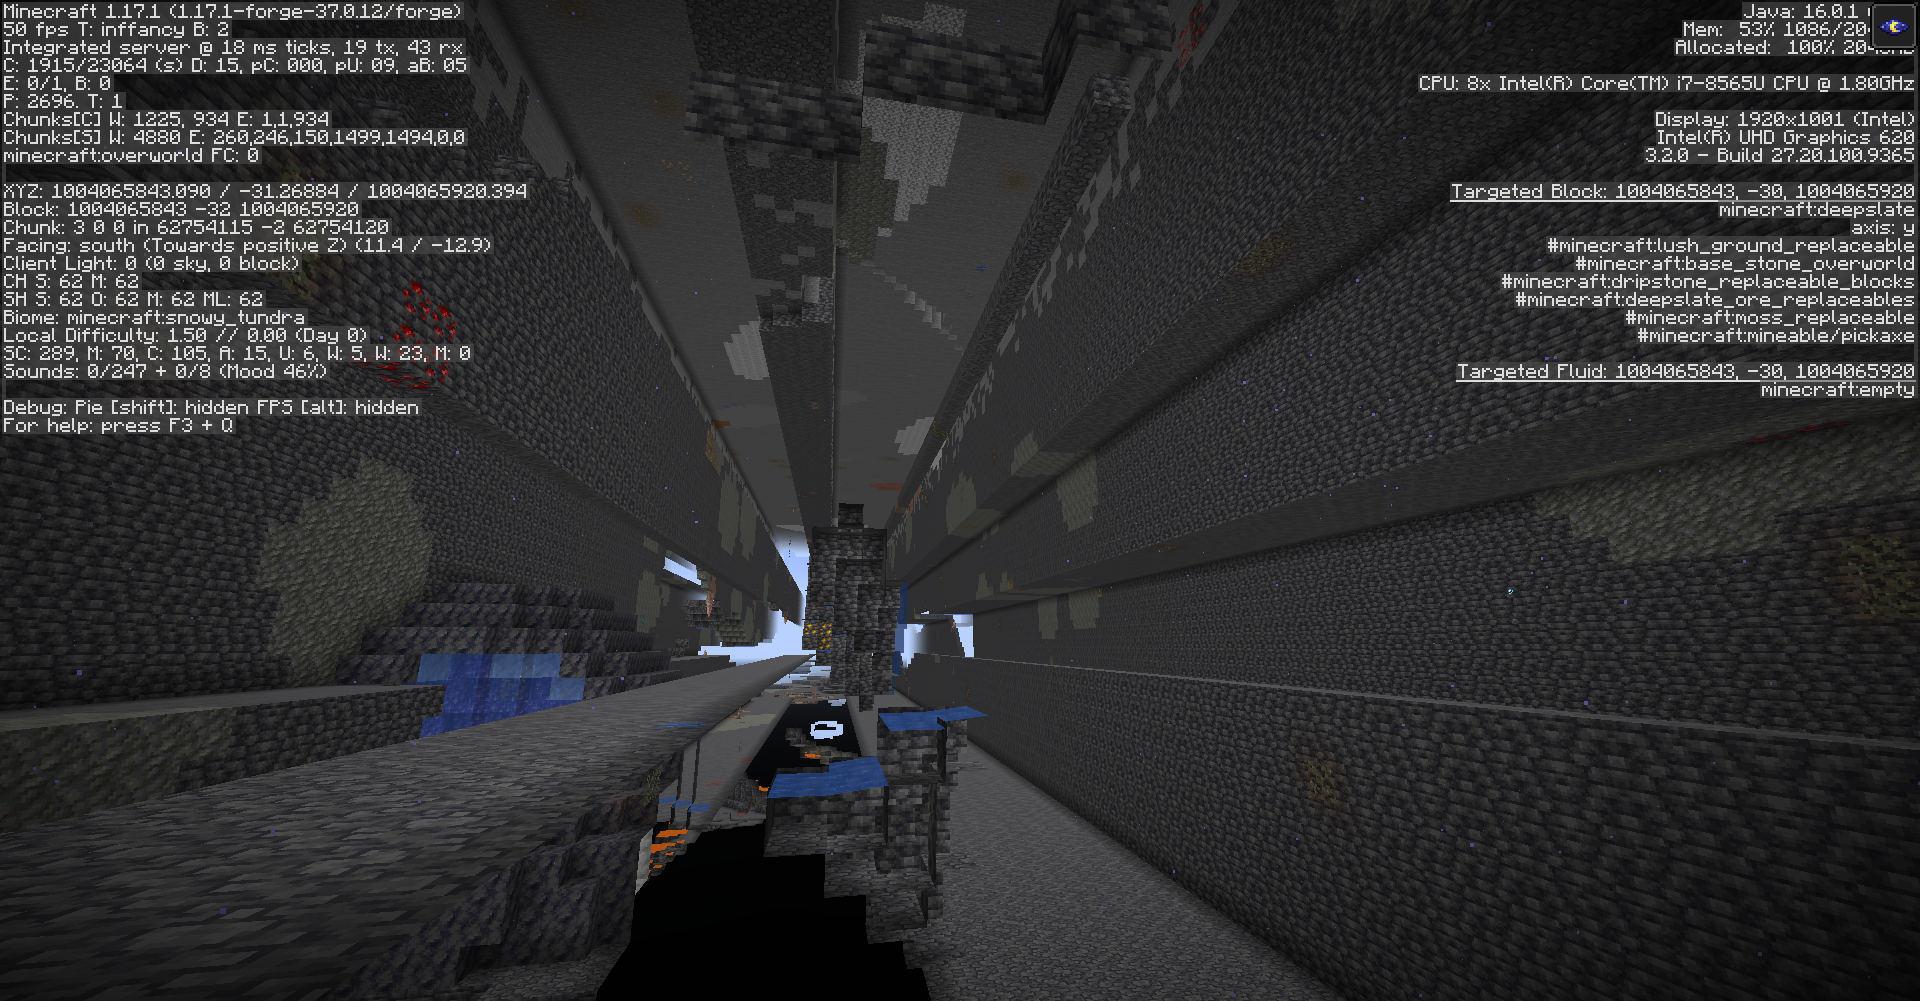 Minecraft 1.17.1 (1.17.1-forge-37.0.12/forge)
50 fps T: inffancy B: 2
Integrated server @ 18 ms ticks, 19 tx, 43 rx
C: 1915/23064 (s) D: 15, pC: 000, pU: 09, aB: 05
E: 0/1, B: 0
P: 2696. T: 1
Chunks[C] W: 1225, 934 E: 1,1,934
Chunks[S] W: 4880 E: 260,246,150,1499,1494,0,0
minecraft:overworld FC: 0
XYZ: 1004065843.090 / -31.26884 / 1004065920.394
Block: 1004065843 -32 1004065920
Chunk: 3 0 0 in 62754115 -2 62754120
Facing: south (Towards positive Z) (11.4 / -12.9)
Client Light: 0 (0 sky, 0 block)
CH S: 62 M: 62
SH S: 62 O: 62 M: 62 ML: 62
Biome: minecraft:snowy_tundra
Local Difficulty: 1.50 // 0.00 (Day 0)
SC: 289, M: 70, C: 105, A: 15, U: 6, W: 5, W: 23, M: 0
Sounds: 0/247 + 0/8 (Mood 46%)
Debug: Pie [shift]: hidden FPS [alt]: hidden
For help: press F3 + Q
Java: 16.0.1
Mem: 53% 1086/20
Allocated: 100% 20
CPU: 8x Intel(R) Core(TM) i7-8565U CPU @ 1.80GHz
Display: 1920x1001 (Intel)
Intel(R) UHD Graphics 620
3.2.0 - Build 27.20.100.9365
Targeted Block: 1004065843, -30, 1004065920
minecraft:deepslate
axis: y
#minecraft:lush_ground_replaceable
#minecraft:base_stone_overworld
#minecraft:dripstone_replaceable_blocks
#minecraft:deepslate_ore_replaceables
#minecraft:moss_replaceable
#minecraft:mineable/pickaxe
Targeted Fluid: 1004065843, -30, 1004065920
minecraft:empty